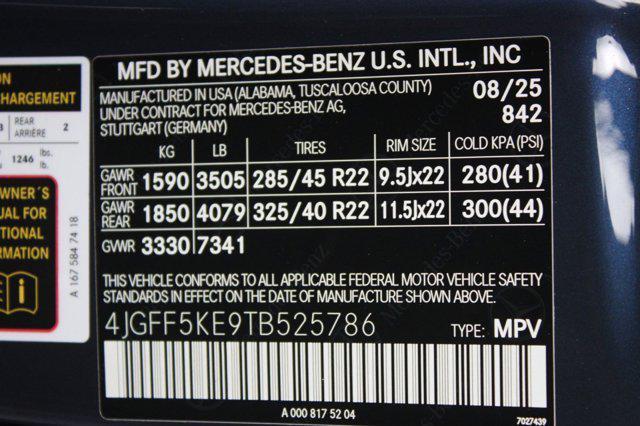 MFD BY MERCEDES-BENZ U.S. INTL., INC
MANUFACTURED IN USA (ALABAMA, TUSCALOOSA COUNTY) 08/25
UNDER CONTRACT FOR MERCEDES-BENZ AG, 842
STUTTGART (GERMANY)
KG LB TIRES RIM SIZE COLD KPA (PSI)
GAWR FRONT 1590 3505 285/45 R22 9.5Jx22 280(41)
GAWR REAR 1850 4079 325/40 R22 11.5Jx22 300(44)
GVWR 3330 7341
THIS VEHICLE CONFORMS TO ALL APPLICABLE FEDERAL MOTOR VEHICLE SAFETY
STANDARDS IN EFFECT ON THE DATE OF MANUFACTURE SHOWN ABOVE.
4JGFF5KE9TB525786 TYPE: MPV
A 000 817 52 04
7027439
CHARGEMENT
REAR
ARRIÈRE 2
1246 lbs.
lb.
OWNER´S
FOR
A 167 584 74 18